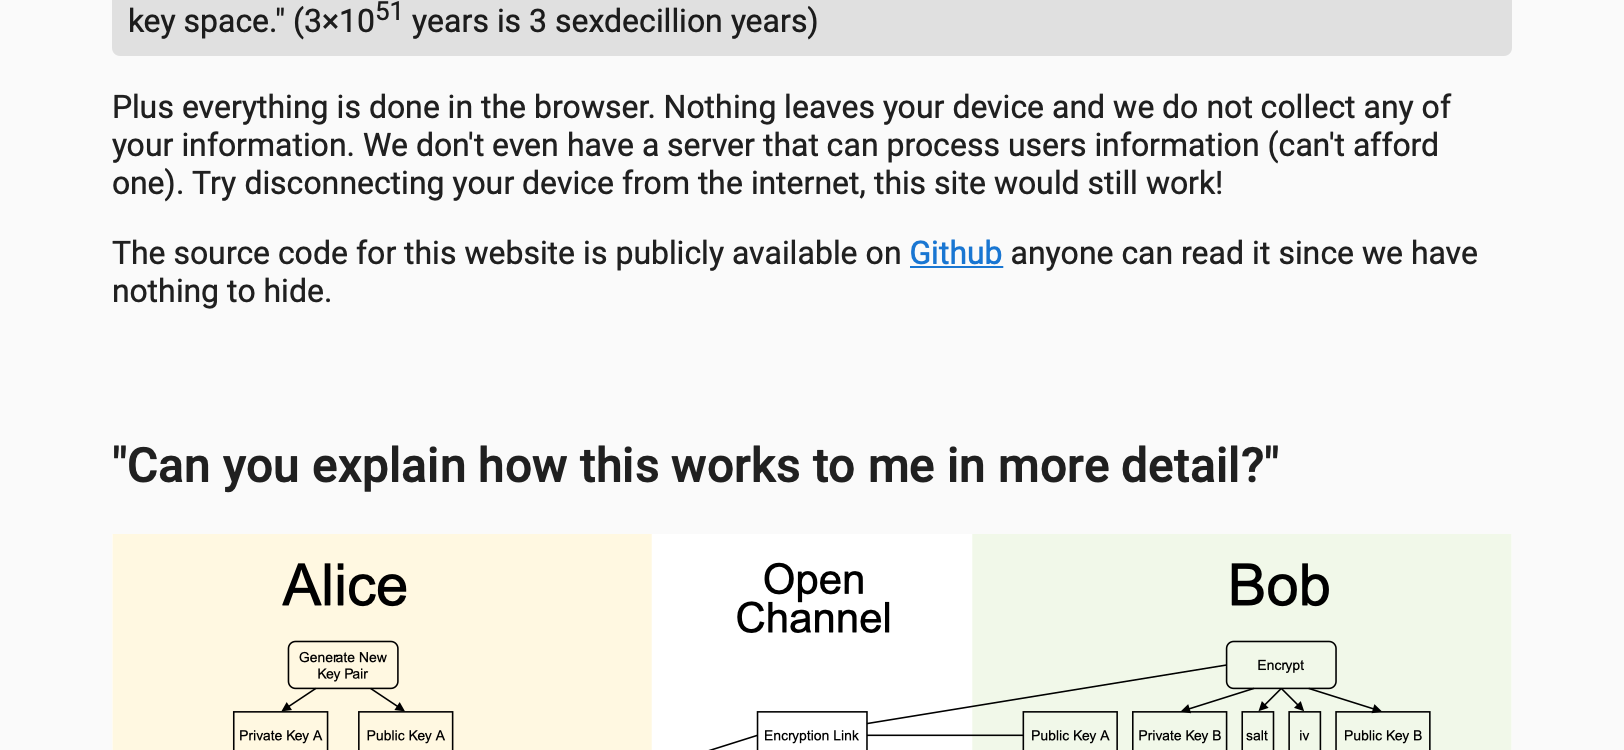 key space." (3×10⁵¹ years is 3 sexdecillion years)
Plus everything is done in the browser. Nothing leaves your device and we do not collect any of
your information. We don't even have a server that can process users information (can't afford
one). Try disconnecting your device from the internet, this site would still work!
The source code for this website is publicly available on Github anyone can read it since we have
nothing to hide.
"Can you explain how this works to me in more detail?"
Alice
Open
Channel
Bob
Generate New
Key Pair
Encrypt
Private Key A
Public Key A
Encryption Link
Public Key A
Private Key B
salt
iv
Public Key B